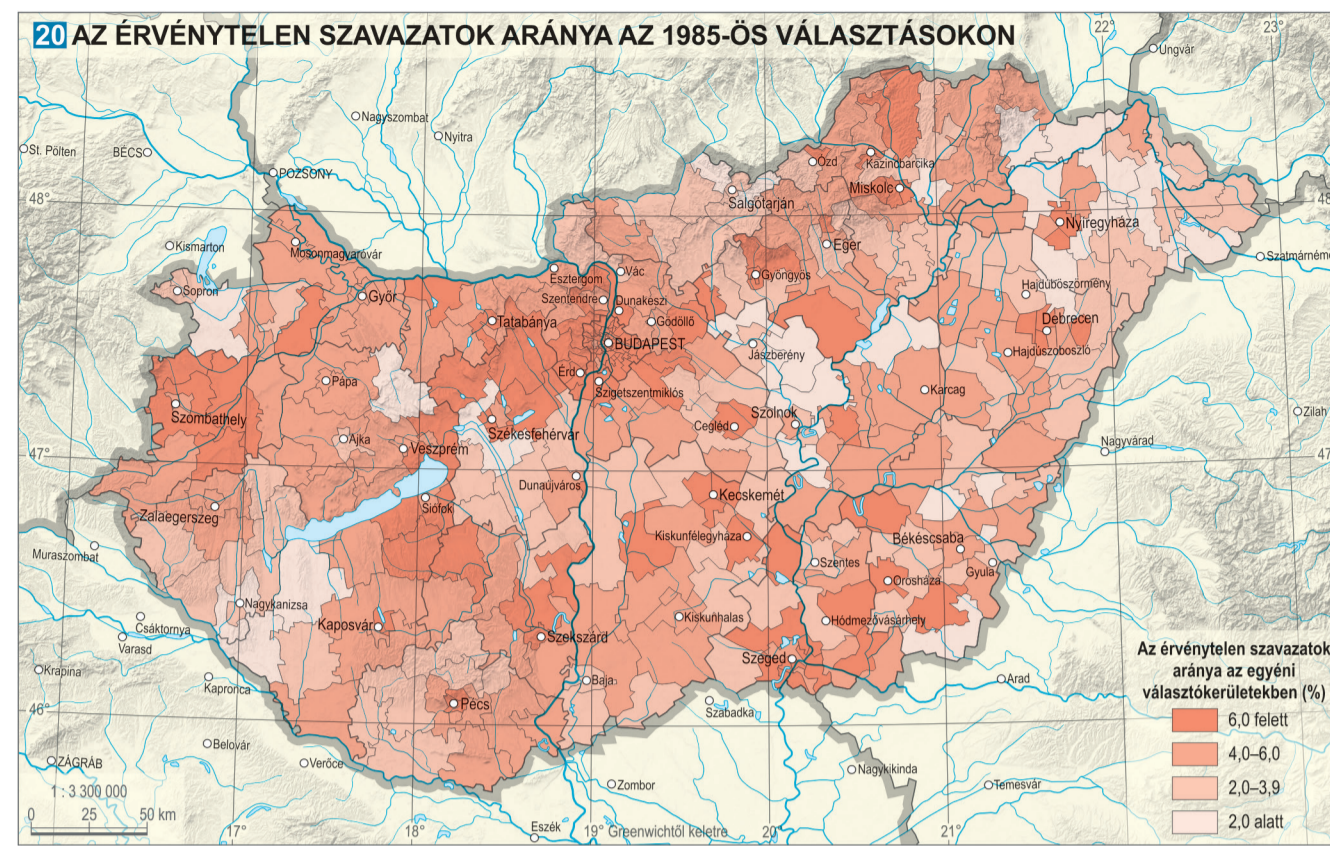 20 AZ ÉRVÉNYTELEN SZAVAZATOK ARÁNYA AZ 1985-ÖS VÁLASZTÁSOKON
22°
23°
Ungvár
Nagyszombat
Nyitra
St. Pölten
BÉCS
POZSONY
Ózd
Kazincbarcika
Miskolc
Salgótarján
48°
Nyíregyháza
Kismarton
Mosonmagyaróvár
Eger
Szatmárném
Sopron
Győr
Esztergom
Vác
Gyöngyös
Hajdúböszörmény
Szentendre
Dunakeszi
Tatabánya
Gödöllő
Debrecen
BUDAPEST
Jászberény
Hajdúszoboszló
Érd
Pápa
Szigetszentmiklós
Karcag
Szombathely
Szolnok
Zilah
Székesfehérvár
Cegléd
Ajka
Veszprém
Nagyvárad
47°
47
Dunaújváros
Siófok
Kecskemét
Zalaegerszeg
Kiskunfélegyháza
Békéscsaba
Muraszombat
Szentes
Gyula
Orosháza
Nagykanizsa
Csáktornya
Kaposvár
Kiskunhalas
Hódmezővásárhely
Varasd
Szekszárd
Krapina
Szeged
Kapronca
Baja
Arad
Pécs
Szabadka
46°
Belovár
ZÁGRÁB
Verőce
Zombor
Nagykikinda
Temesvár
Eszék
1 : 3 300 000
0 25 50 km
17°
18°
19° Greenwichtől keletre
20°
21°
Az érvénytelen szavazatok
aránya az egyéni
választókerületekben (%)
6,0 felett
4,0–6,0
2,0–3,9
2,0 alatt